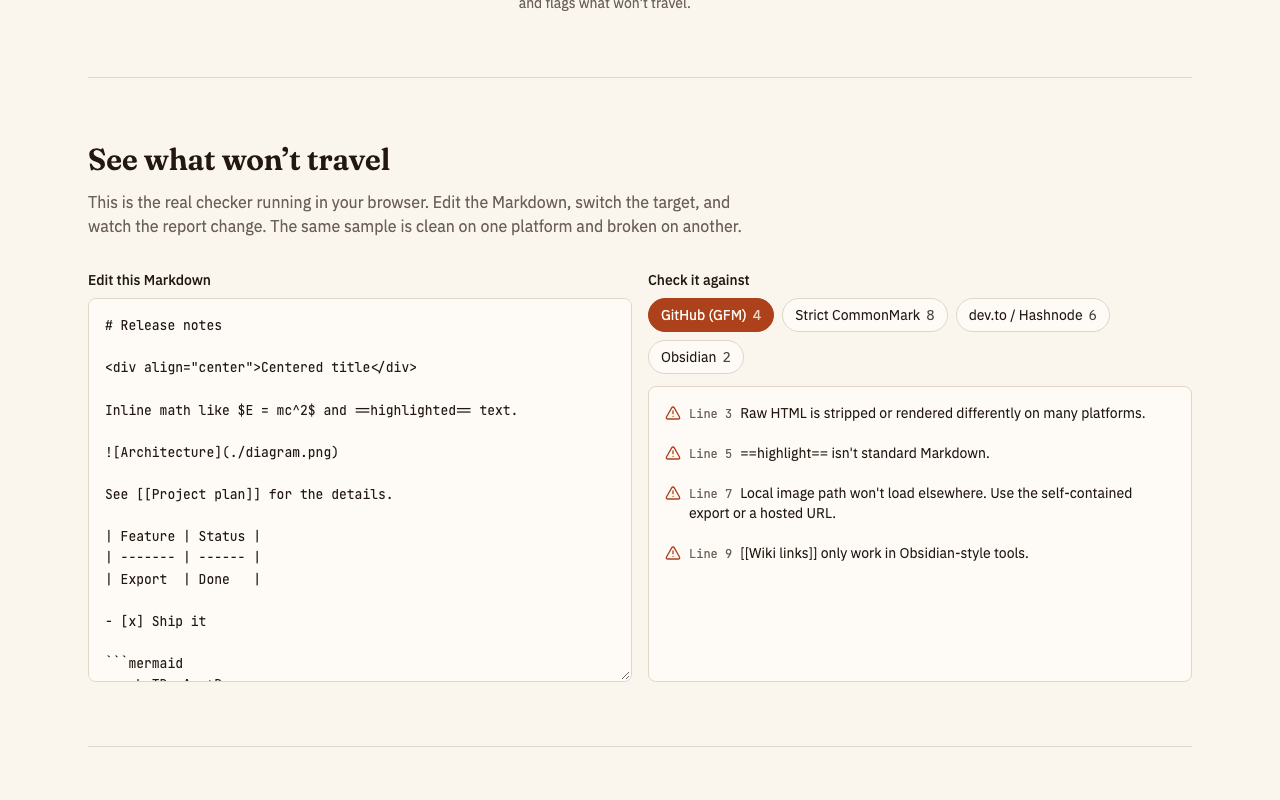 and flags what won't travel.
See what won’t travel
This is the real checker running in your browser. Edit the Markdown, switch the target, and
watch the report change. The same sample is clean on one platform and broken on another.
Edit this Markdown
# Release notes
<div align="center">Centered title</div>
Inline math like $E = mc^2$ and ==highlighted== text.
![Architecture](./diagram.png)
See [[Project plan]] for the details.
| Feature | Status |
| ------- | ------ |
| Export  | Done   |
- [x] Ship it
```mermaid
Check it against
GitHub (GFM) 4
Strict CommonMark 8
dev.to / Hashnode 6
Obsidian 2
Line 3 Raw HTML is stripped or rendered differently on many platforms.
Line 5 ==highlight== isn't standard Markdown.
Line 7 Local image path won't load elsewhere. Use the self-contained
export or a hosted URL.
Line 9 [[Wiki links]] only work in Obsidian-style tools.